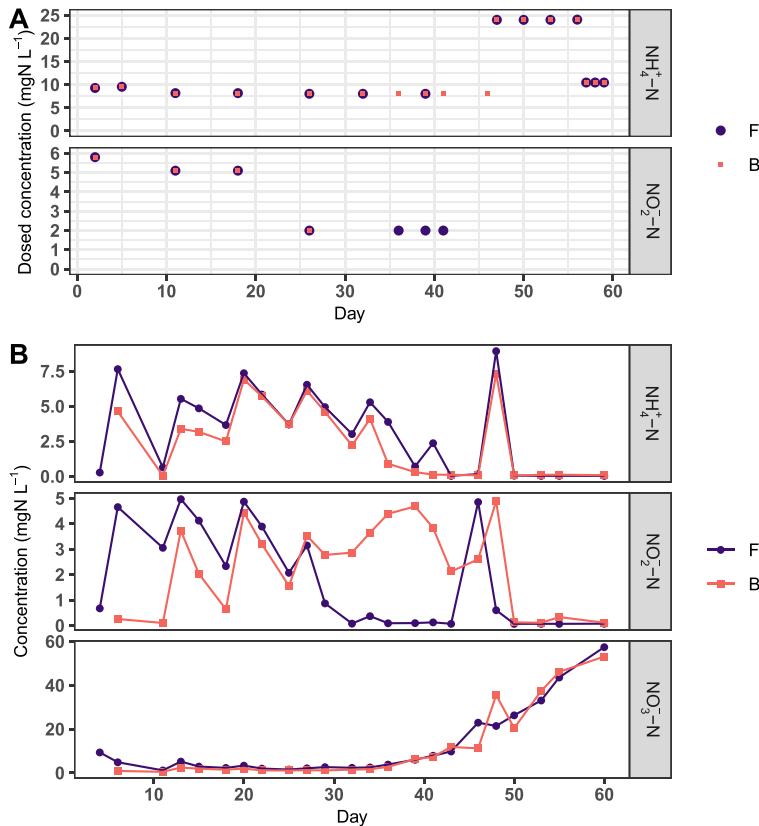 A
Dosed concentration (mgN L⁻¹)
25
20
15
10
5
0
NH₄⁺−N
6
5
4
3
2
1
0
NO₂⁻−N
0 10 20 30 40 50 60
Day
F
B
B
Concentration (mgN L⁻¹)
7.5
5.0
2.5
0.0
NH₄⁺−N
5
4
3
2
1
0
NO₂⁻−N
60
40
20
0
NO₃⁻−N
10 20 30 40 50 60
Day
F
B